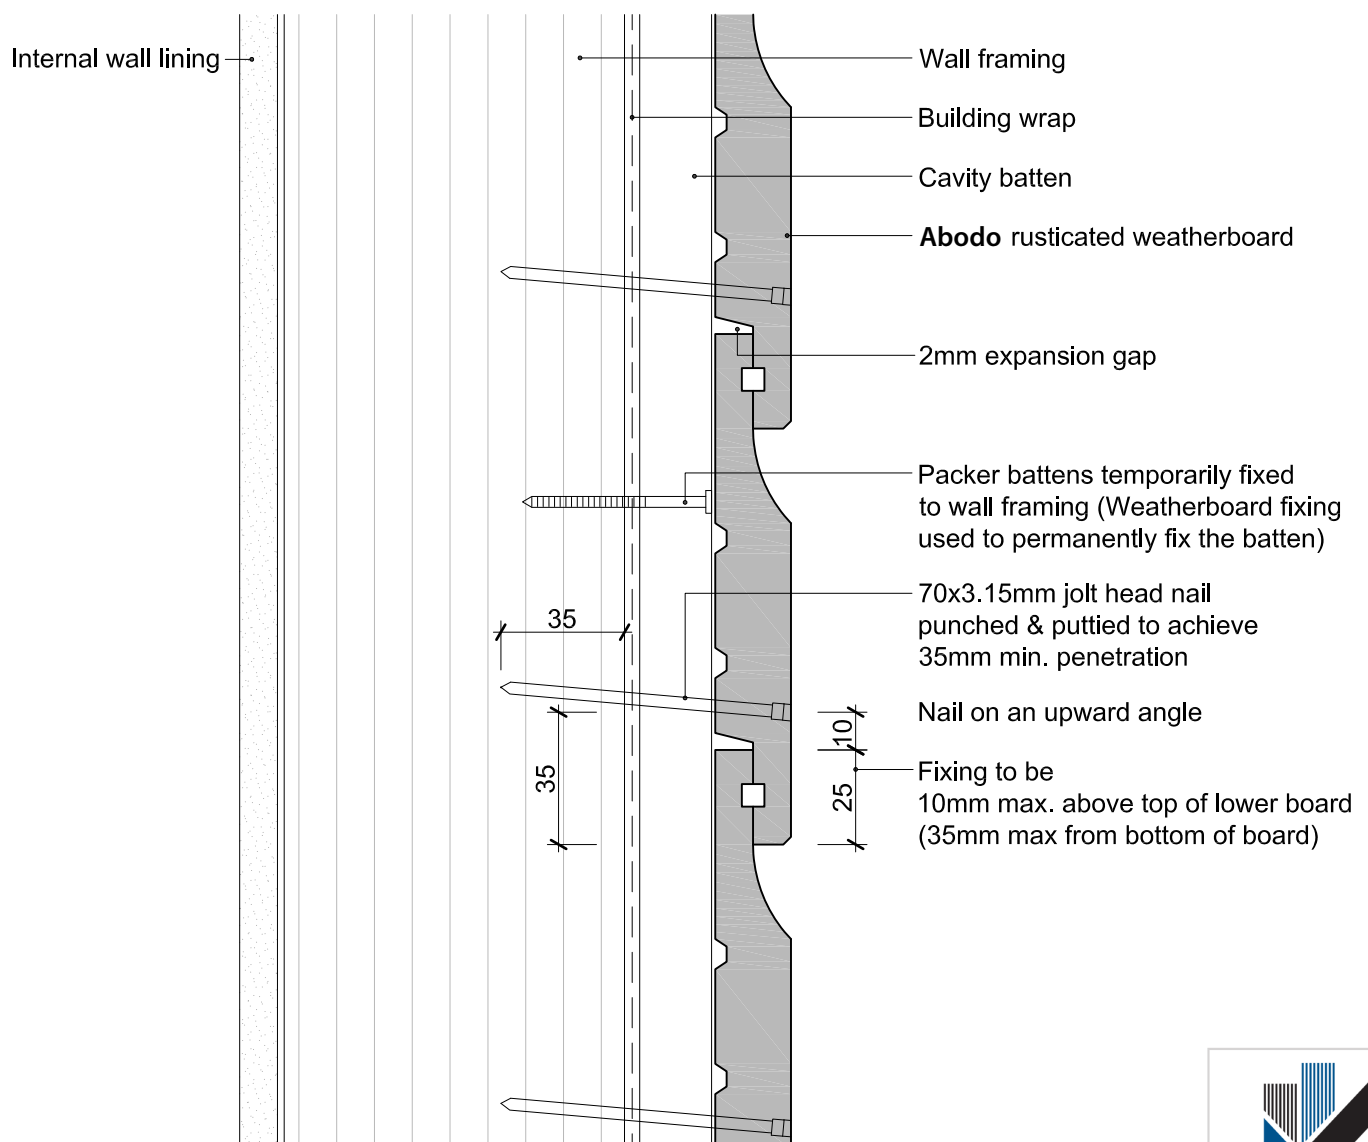 Internal wall lining
Wall framing
Building wrap
Cavity batten
Abodo rusticated weatherboard
2mm expansion gap
Packer battens temporarily fixed
to wall framing (Weatherboard fixing
used to permanently fix the batten)
70x3.15mm jolt head nail
punched & puttied to achieve
35mm min. penetration
35
Nail on an upward angle
10
35
25
Fixing to be
10mm max. above top of lower board
(35mm max from bottom of board)